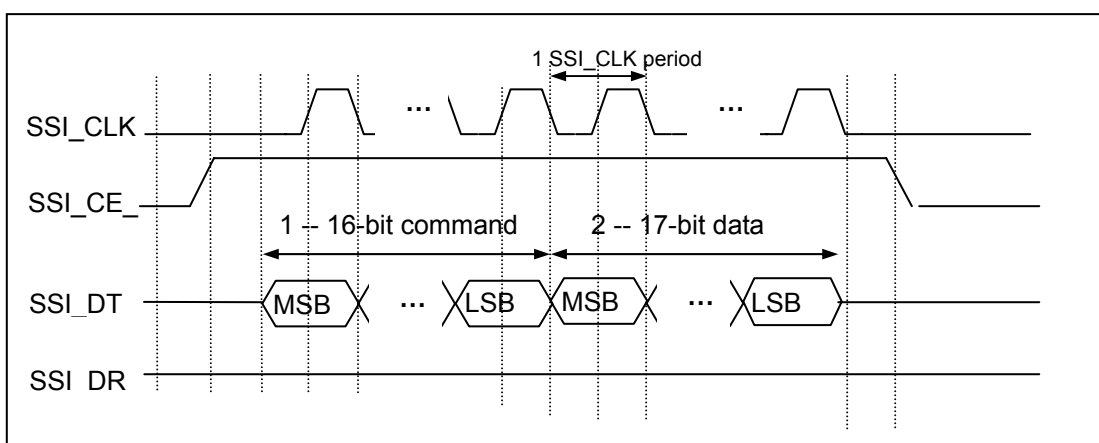 1 SSI_CLK period
... ...
SSI_CLK
SSI_CE_
1 -- 16-bit command 2 -- 17-bit data
SSI_DT MSB ... LSB MSB ... LSB
SSI DR